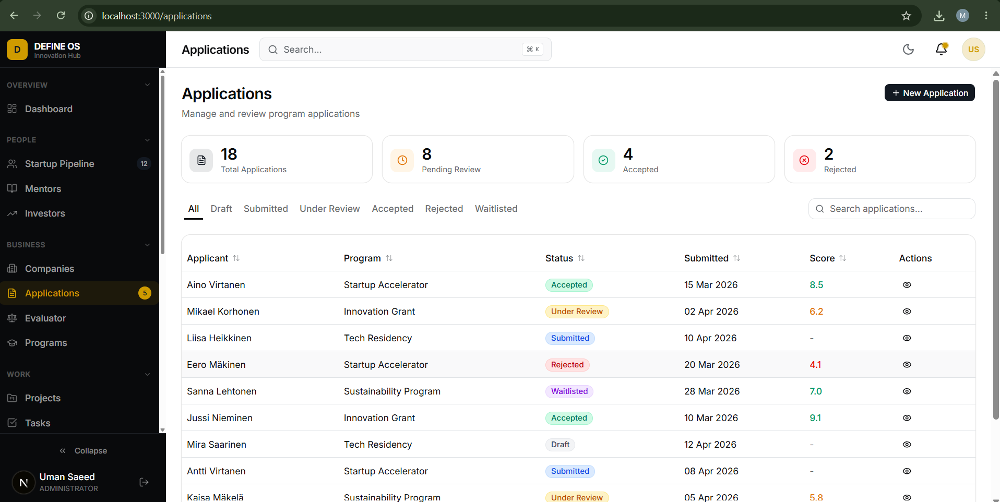 localhost:3000/applications
M
D
DEFINE OS
Innovation Hub
OVERVIEW
Dashboard
PEOPLE
Startup Pipeline 12
Mentors
Investors
BUSINESS
Companies
Applications 5
Evaluator
Programs
WORK
Projects
Tasks
Collapse
N
Uman Saeed
ADMINISTRATOR
Applications
Search...
⌘ K
US
Applications
Manage and review program applications
+ New Application
18
Total Applications
8
Pending Review
4
Accepted
2
Rejected
All Draft Submitted Under Review Accepted Rejected Waitlisted
Search applications...
Applicant Program Status Submitted Score Actions
Aino Virtanen Startup Accelerator Accepted 15 Mar 2026 8.5
Mikael Korhonen Innovation Grant Under Review 02 Apr 2026 6.2
Liisa Heikkinen Tech Residency Submitted 10 Apr 2026 -
Eero Mäkinen Startup Accelerator Rejected 20 Mar 2026 4.1
Sanna Lehtonen Sustainability Program Waitlisted 28 Mar 2026 7.0
Jussi Nieminen Innovation Grant Accepted 10 Mar 2026 9.1
Mira Saarinen Tech Residency Draft 12 Apr 2026 -
Antti Virtanen Startup Accelerator Submitted 08 Apr 2026 -
Kaisa Mäkelä Sustainability Program Under Review 05 Apr 2026 5.8